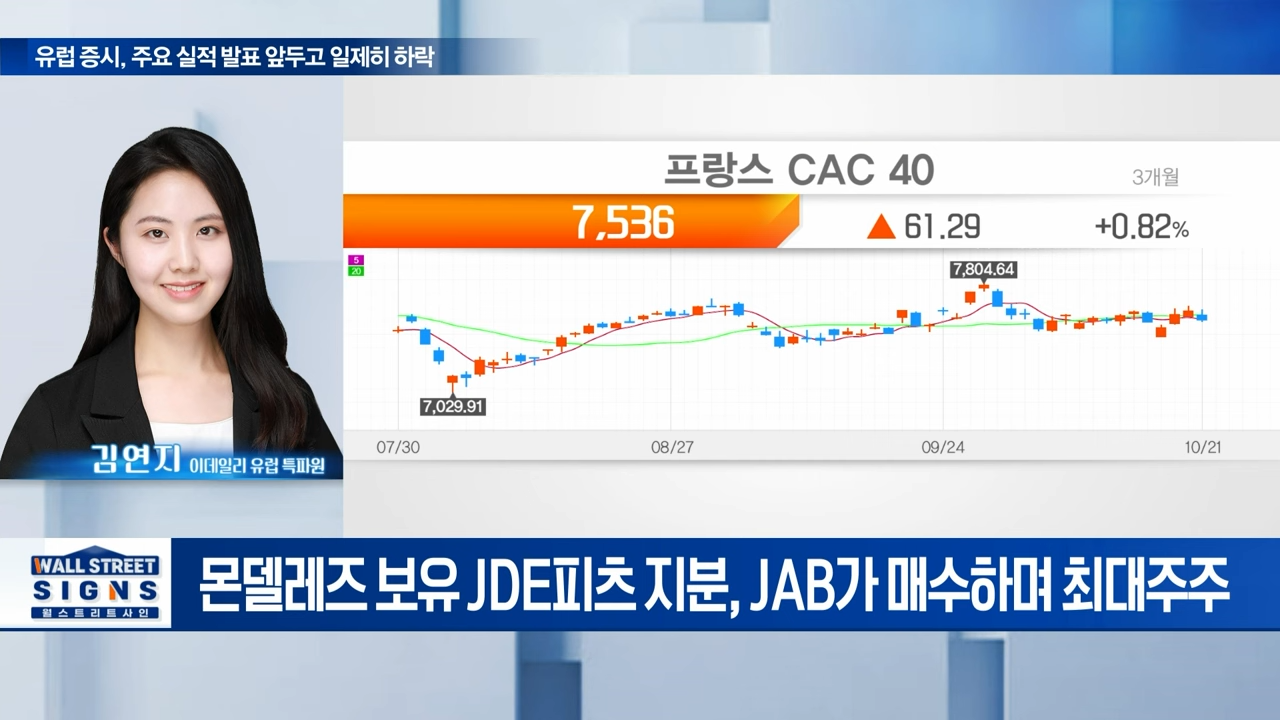 유럽 증시, 주요 실적 발표 앞두고 일제히 하락
프랑스 CAC 40
3개월
7,536
▲ 61.29
+0.82%
5
20
7,804.64
7,029.91
07/30
08/27
09/24
10/21
김연지 이데일리 유럽 특파원
WALL STREET
SIGNS
월스트리트사인
몬델레즈 보유 JDE피츠 지분, JAB가 매수하며 최대주주